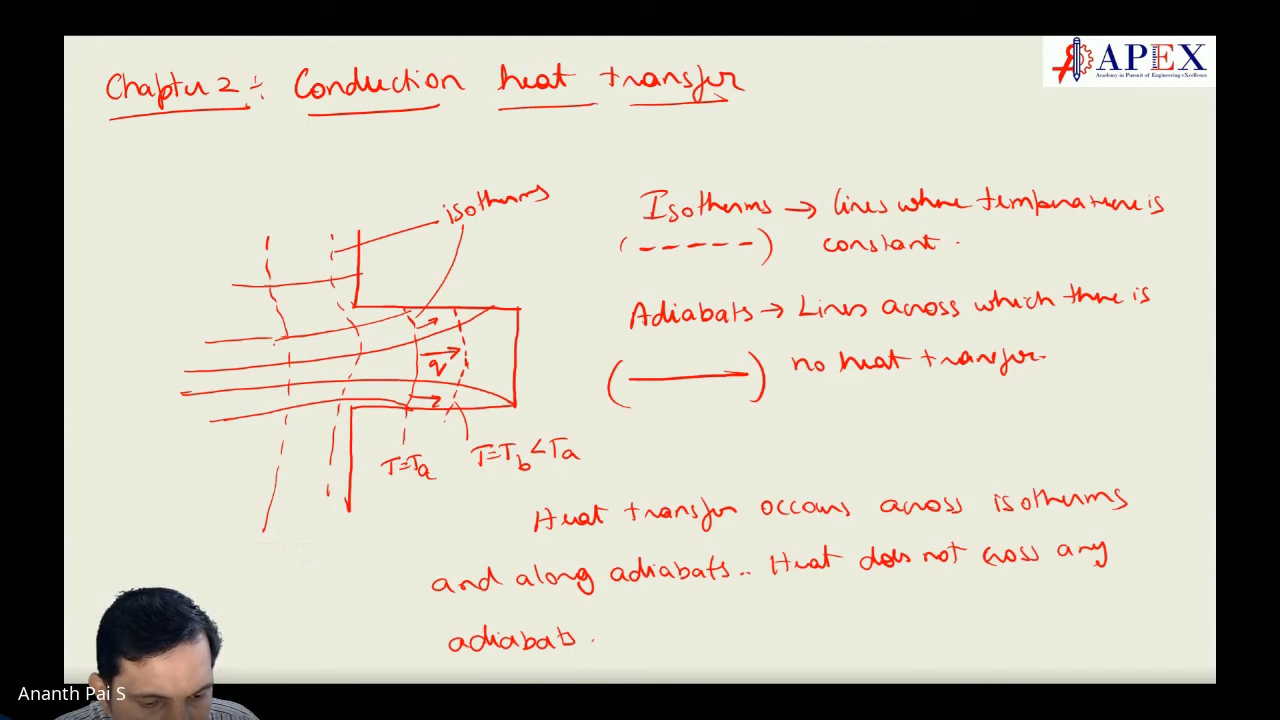 Chapter 2 ÷ Conduction heat transfer
APEX
Academy in Pursuit of Engineering eXcellence
isotherms
Isotherms → Lines where temperature is
(-----) constant.
Adiabats → Lines across which there is
(———) no heat transfer.
q
T=Ta
T=Tb<Ta
Heat transfer occurs across isotherms
and along adiabats.. Heat does not cross any
adiabats.
Ananth Pai S